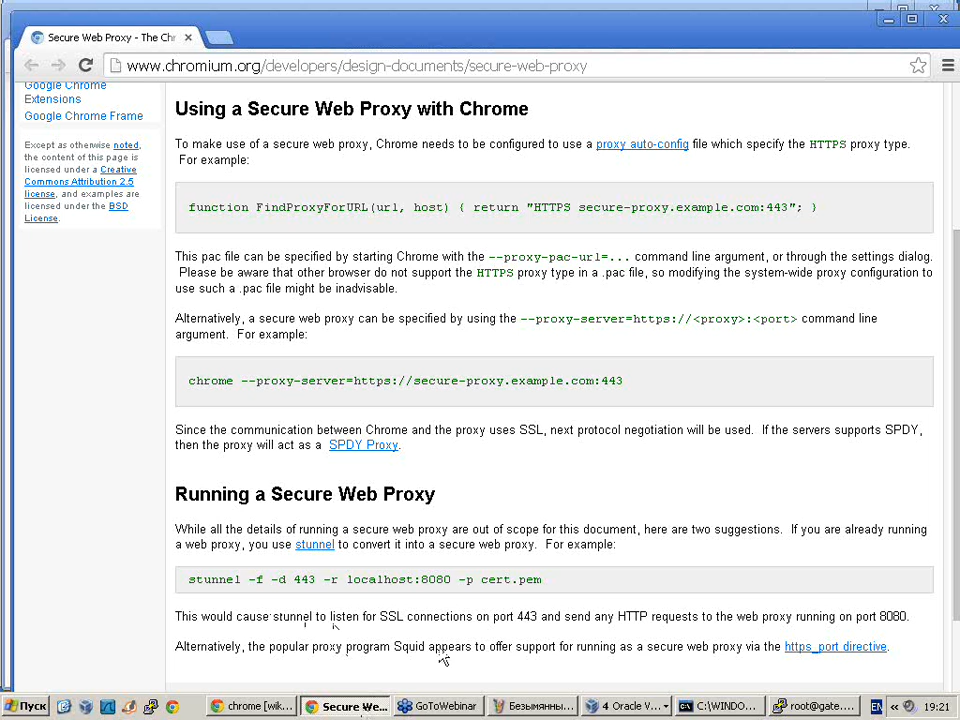 Secure Web Proxy - The Chr
www.chromium.org/developers/design-documents/secure-web-proxy
Google Chrome
Extensions
Google Chrome Frame
Except as otherwise noted,
the content of this page is
licensed under a Creative
Commons Attribution 2.5
license, and examples are
licensed under the BSD
License.
Using a Secure Web Proxy with Chrome
To make use of a secure web proxy, Chrome needs to be configured to use a proxy auto-config file which specify the HTTPS proxy type.
For example:
function FindProxyForURL(url, host) { return "HTTPS secure-proxy.example.com:443"; }
This pac file can be specified by starting Chrome with the --proxy-pac-url=... command line argument, or through the settings dialog.
Please be aware that other browser do not support the HTTPS proxy type in a .pac file, so modifying the system-wide proxy configuration to
use such a .pac file might be inadvisable.
Alternatively, a secure web proxy can be specified by using the --proxy-server=https://<proxy>:<port> command line
argument. For example:
chrome --proxy-server=https://secure-proxy.example.com:443
Since the communication between Chrome and the proxy uses SSL, next protocol negotiation will be used. If the servers supports SPDY,
then the proxy will act as a SPDY Proxy.
Running a Secure Web Proxy
While all the details of running a secure web proxy are out of scope for this document, here are two suggestions. If you are already running
a web proxy, you use stunnel to convert it into a secure web proxy. For example:
stunnel -f -d 443 -r localhost:8080 -p cert.pem
This would cause stunnel to listen for SSL connections on port 443 and send any HTTP requests to the web proxy running on port 8080.
Alternatively, the popular proxy program Squid appears to offer support for running as a secure web proxy via the https_port directive.
Пуск
chrome [wik...
Secure We...
GoToWebinar
Безымянны...
4 Oracle V...
C:\WINDO...
root@gate....
EN
19:21